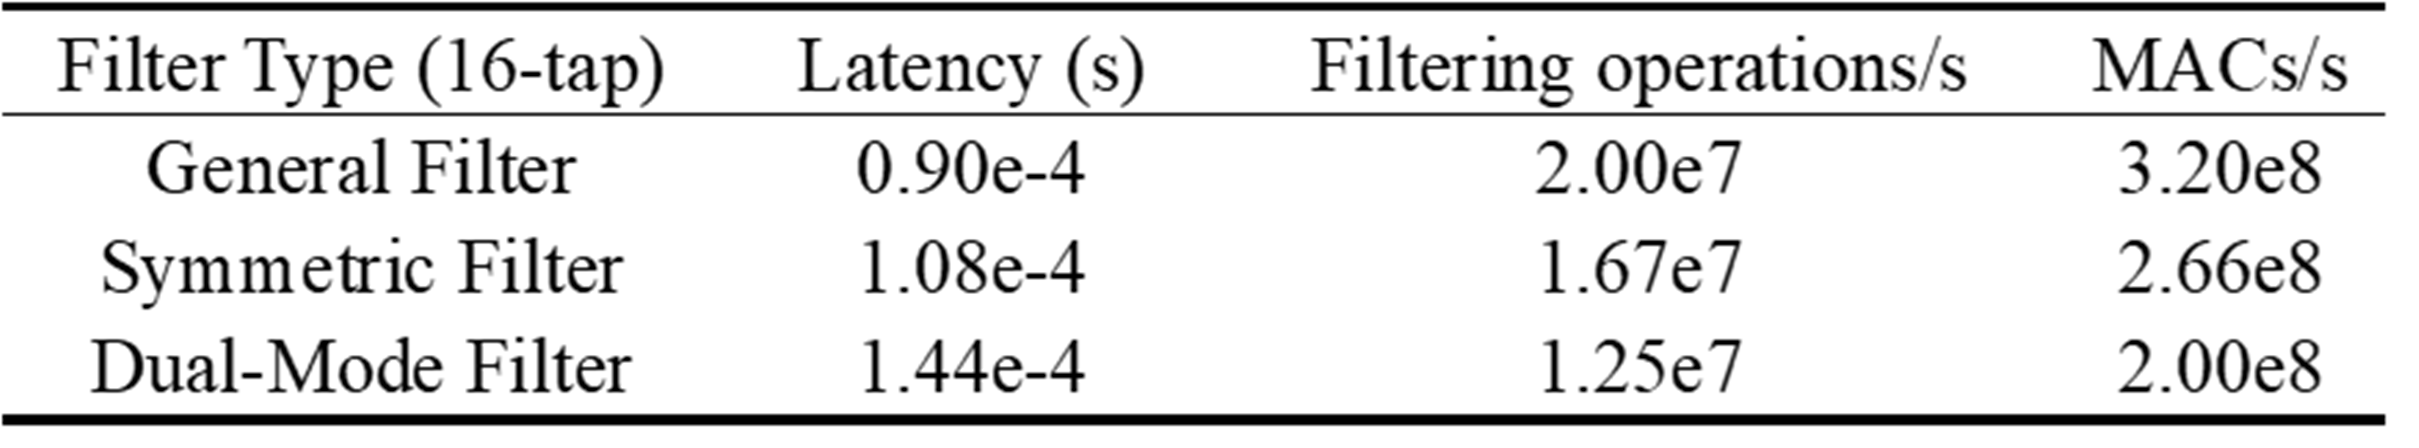 Filter Type (16-tap) Latency (s) Filtering operations/s MACs/s
General Filter 0.90e-4 2.00e7 3.20e8
Symmetric Filter 1.08e-4 1.67e7 2.66e8
Dual-Mode Filter 1.44e-4 1.25e7 2.00e8